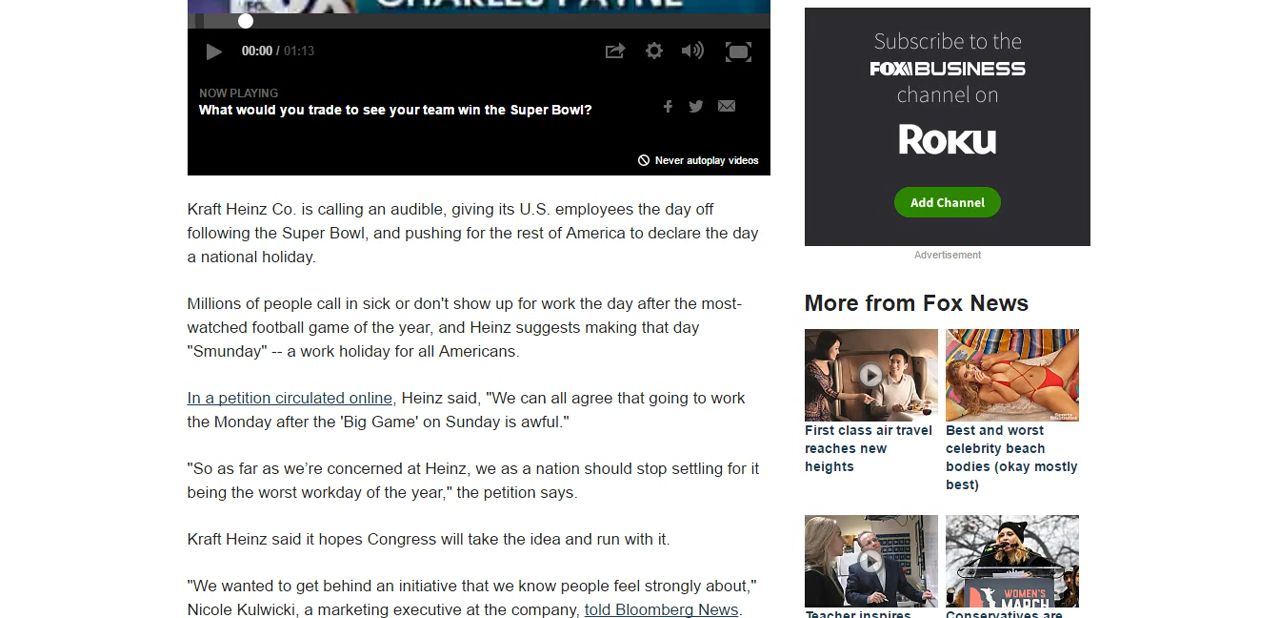 CHARLES PAYNE
00:00 / 01:13
NOW PLAYING
What would you trade to see your team win the Super Bowl?
Never autoplay videos
Kraft Heinz Co. is calling an audible, giving its U.S. employees the day off
following the Super Bowl, and pushing for the rest of America to declare the day
a national holiday.
Millions of people call in sick or don't show up for work the day after the most-
watched football game of the year, and Heinz suggests making that day
"Smunday" -- a work holiday for all Americans.
In a petition circulated online, Heinz said, "We can all agree that going to work
the Monday after the 'Big Game' on Sunday is awful."
"So as far as we're concerned at Heinz, we as a nation should stop settling for it
being the worst workday of the year," the petition says.
Kraft Heinz said it hopes Congress will take the idea and run with it.
"We wanted to get behind an initiative that we know people feel strongly about,"
Nicole Kulwicki, a marketing executive at the company, told Bloomberg News.
Subscribe to the
FOX BUSINESS
channel on
ROKU
Add Channel
Advertisement
More from Fox News
First class air travel
reaches new
heights
Best and worst
celebrity beach
bodies (okay mostly
best)
WOMEN'S
MARCH
Teacher inspires
Conservatives are